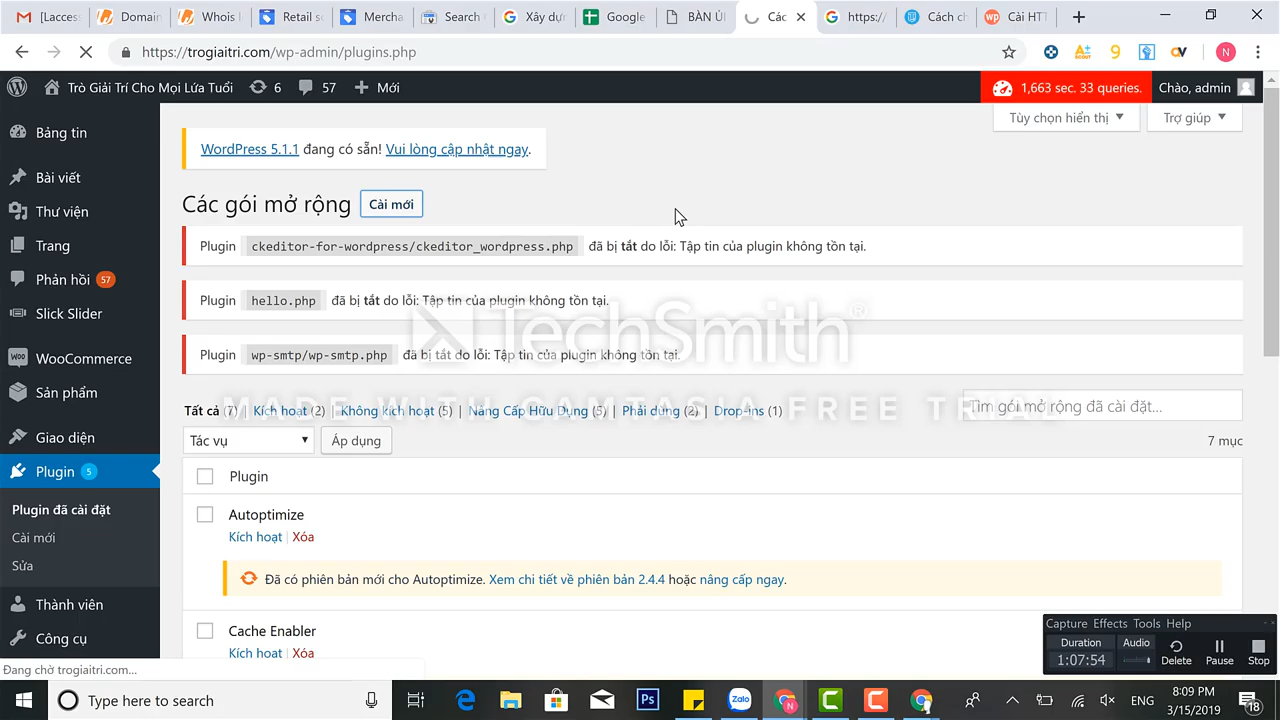 [Lacces
Domain
Whois
Retail s
Mercha
Search
Xây dự
Google
BẢN Ủ
Các
https:/
Cách ch
Cài HTT
https://trogiaitri.com/wp-admin/plugins.php
Trò Giải Trí Cho Mọi Lứa Tuổi
6
57
Mới
1,663 sec. 33 queries.
Chào, admin
Tùy chọn hiển thị
Trợ giúp
Bảng tin
Bài viết
Thư viện
Trang
Phản hồi 57
Slick Slider
WooCommerce
Sản phẩm
Giao diện
Plugin 5
Plugin đã cài đặt
Cài mới
Sửa
Thành viên
Công cụ
Đang chờ trogiaitri.com...
WordPress 5.1.1 đang có sẵn! Vui lòng cập nhật ngay.
Các gói mở rộng Cài mới
Plugin ckeditor-for-wordpress/ckeditor_wordpress.php đã bị tắt do lỗi: Tập tin của plugin không tồn tại.
Plugin hello.php đã bị tắt do lỗi: Tập tin của plugin không tồn tại.
Plugin wp-smtp/wp-smtp.php đã bị tắt do lỗi: Tập tin của plugin không tồn tại.
TechSmith®
MADE WITH CAMTASIA FREE TRIAL
Tất cả (7) | Kích hoạt (2) | Không kích hoạt (5) | Nâng Cấp Hữu Dụng (5) | Phải dùng (2) | Drop-ins (1)
Tìm gói mở rộng đã cài đặt...
Tác vụ
Áp dụng
7 mục
Plugin
Autoptimize
Kích hoạt | Xóa
Đã có phiên bản mới cho Autoptimize. Xem chi tiết về phiên bản 2.4.4 hoặc nâng cấp ngay.
Cache Enabler
Kích hoạt | Xóa
Capture Effects Tools Help
Duration
1:07:54
Audio
Delete
Pause
Stop
Type here to search
Ps
Zalo
ENG
8:09 PM
3/15/2019
18